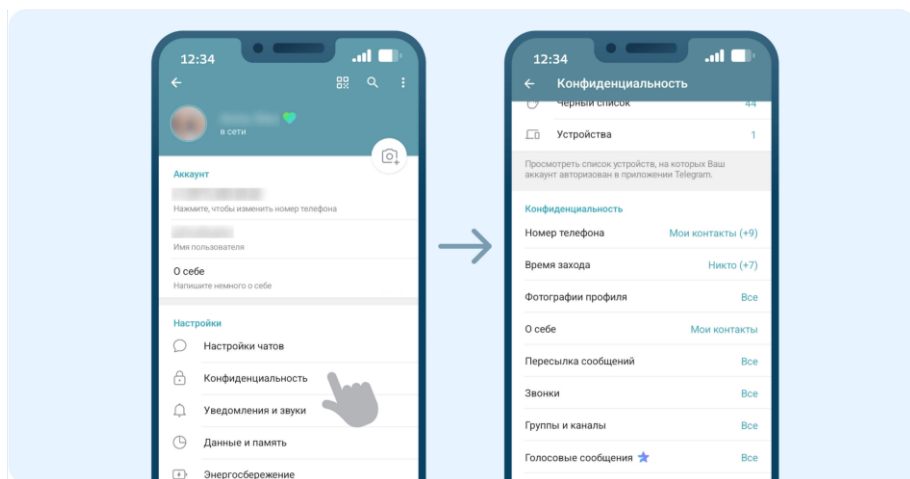 12:34
в сети
Аккаунт
Нажмите, чтобы изменить номер телефона
Имя пользователя
О себе
Напишите немного о себе
Настройки
Настройки чатов
Конфиденциальность
Уведомления и звуки
Данные и память
Энергосбережение
12:34
Конфиденциальность
Черный список 44
Устройства 1
Просмотреть список устройств, на которых Ваш
аккаунт авторизован в приложении Telegram.
Конфиденциальность
Номер телефона Мои контакты (+9)
Время захода Никто (+7)
Фотографии профиля Все
О себе Мои контакты
Пересылка сообщений Все
Звонки Все
Группы и каналы Все
Голосовые сообщения Все